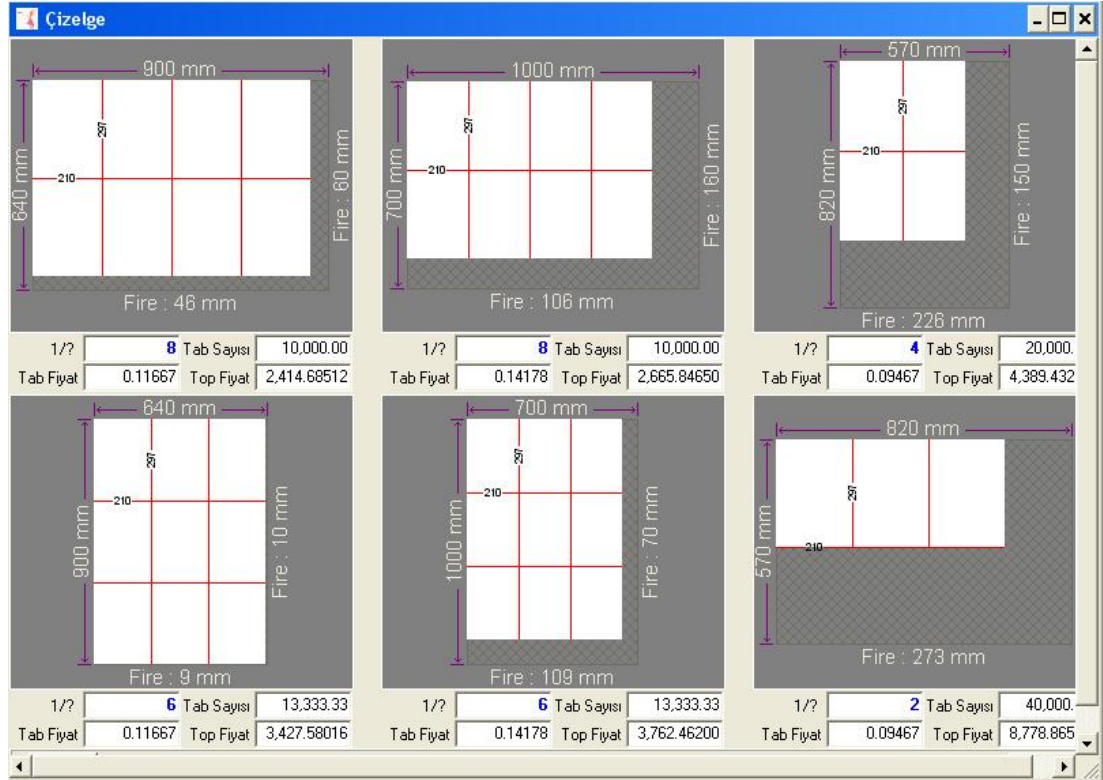 Çizelge
900 mm
297
210
640 mm
Fire : 60 mm
Fire : 46 mm
1/? 8 Tab Sayısı 10,000.00
Tab Fiyat 0.11667 Top Fiyat 2,414.68512
1000 mm
297
210
700 mm
Fire : 160 mm
Fire : 106 mm
1/? 8 Tab Sayısı 10,000.00
Tab Fiyat 0.14178 Top Fiyat 2,665.84650
570 mm
297
210
820 mm
Fire : 150 mm
Fire : 226 mm
1/? 4 Tab Sayısı 20,000.
Tab Fiyat 0.09467 Top Fiyat 4,389.432
640 mm
297
210
900 mm
Fire : 10 mm
Fire : 9 mm
1/? 6 Tab Sayısı 13,333.33
Tab Fiyat 0.11667 Top Fiyat 3,427.58016
700 mm
297
210
1000 mm
Fire : 70 mm
Fire : 109 mm
1/? 6 Tab Sayısı 13,333.33
Tab Fiyat 0.14178 Top Fiyat 3,762.46200
820 mm
297
210
570 mm
Fire : 273 mm
1/? 2 Tab Sayısı 40,000.
Tab Fiyat 0.09467 Top Fiyat 8,778.865